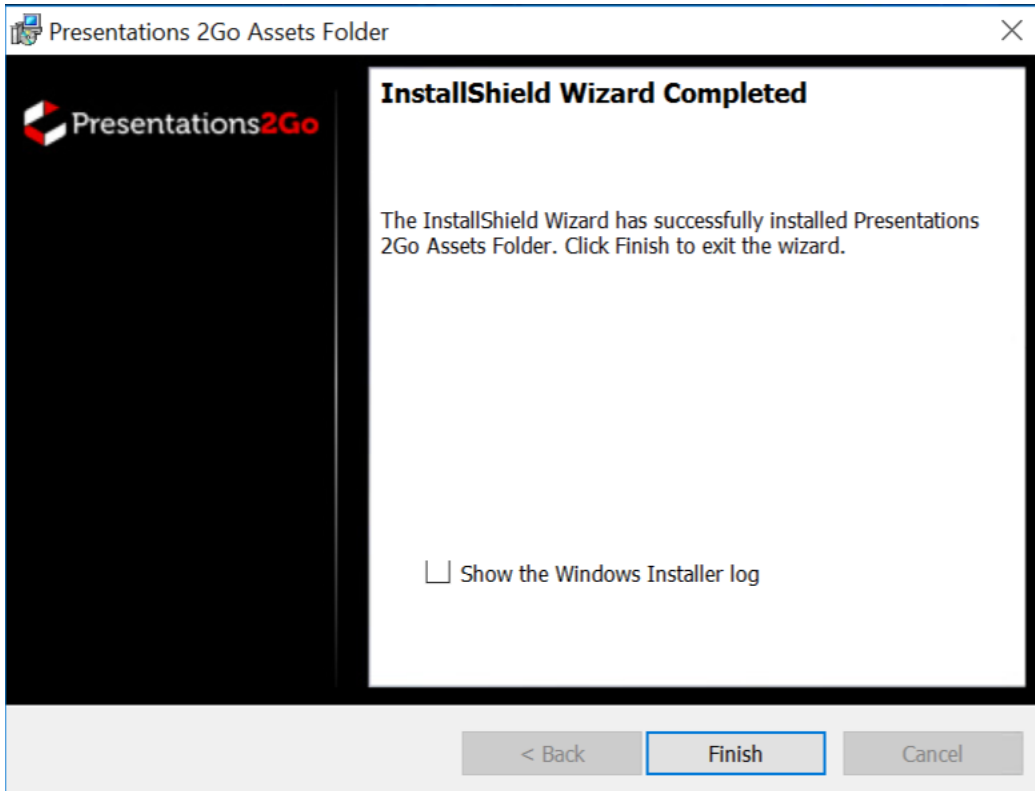 Presentations 2Go Assets Folder
Presentations2Go
InstallShield Wizard Completed
The InstallShield Wizard has successfully installed Presentations
2Go Assets Folder. Click Finish to exit the wizard.
Show the Windows Installer log
< Back
Finish
Cancel